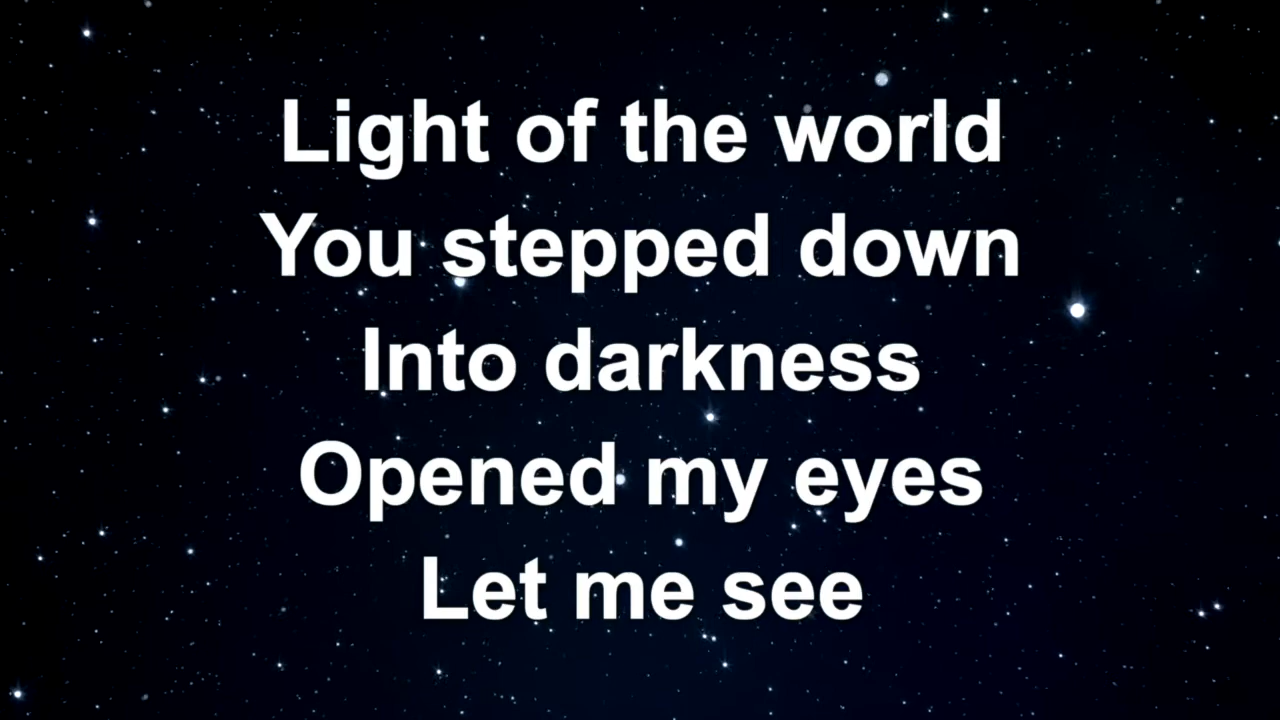 Light of the world
You stepped down
Into darkness
Opened my eyes
Let me see